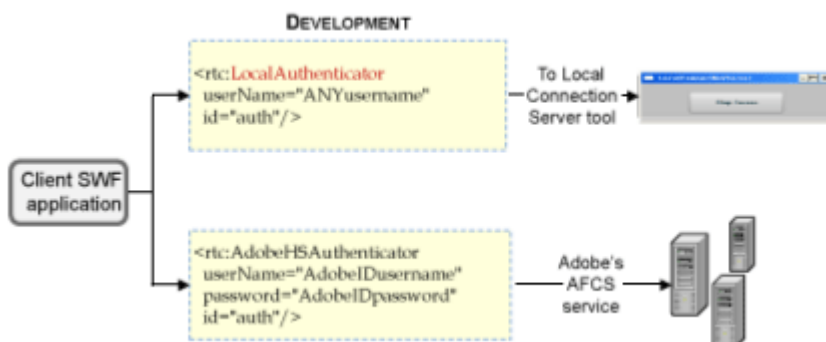 DEVELOPMENT
<rtc:LocalAuthenticator
userName="ANYusername"
id="auth"/>
To Local
Connection
Server tool
Client SWF
application
<rtc:AdobeHSAuthenticator
userName="AdobeIDusername"
password="AdobeIDpassword"
id="auth"/>
Adobe's
AFCS
service